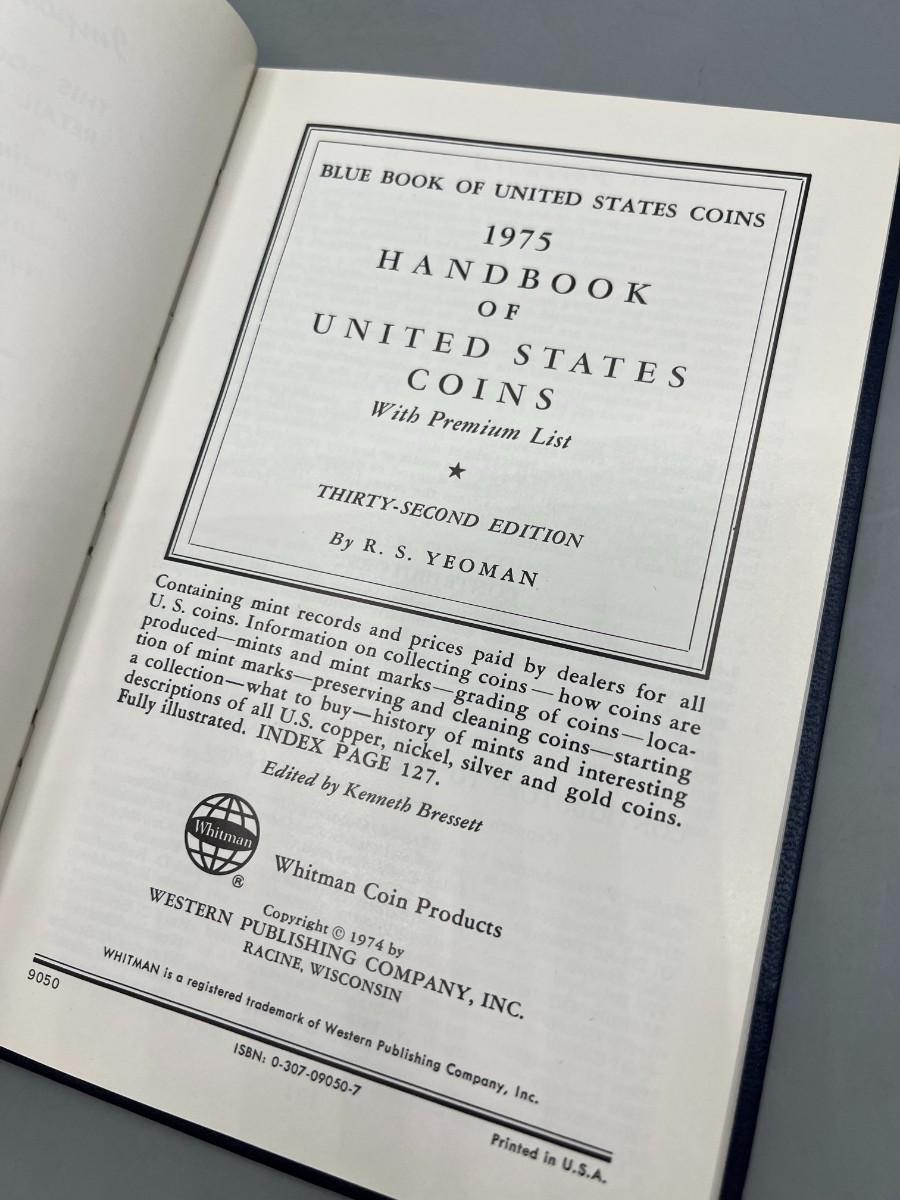 BLUE BOOK OF UNITED STATES COINS
1975
HANDBOOK
OF
UNITED STATES
COINS
With Premium List
★
THIRTY-SECOND EDITION
By R. S. YEOMAN
Containing mint records and prices paid by dealers for all
U. S. coins. Information on collecting coins—how coins are
produced—mints and mint marks—grading of coins—loca-
tion of mint marks—preserving and cleaning coins—starting
a collection—what to buy—history of mints and interesting
descriptions of all U.S. copper, nickel, silver and gold coins.
Fully illustrated. INDEX PAGE 127.
Edited by Kenneth Bressett
Whitman
®
Whitman Coin Products
Copyright © 1974 by
WESTERN PUBLISHING COMPANY, INC.
RACINE, WISCONSIN
WHITMAN is a registered trademark of Western Publishing Company, Inc.
9050
ISBN: 0-307-09050-7
Printed in U.S.A.